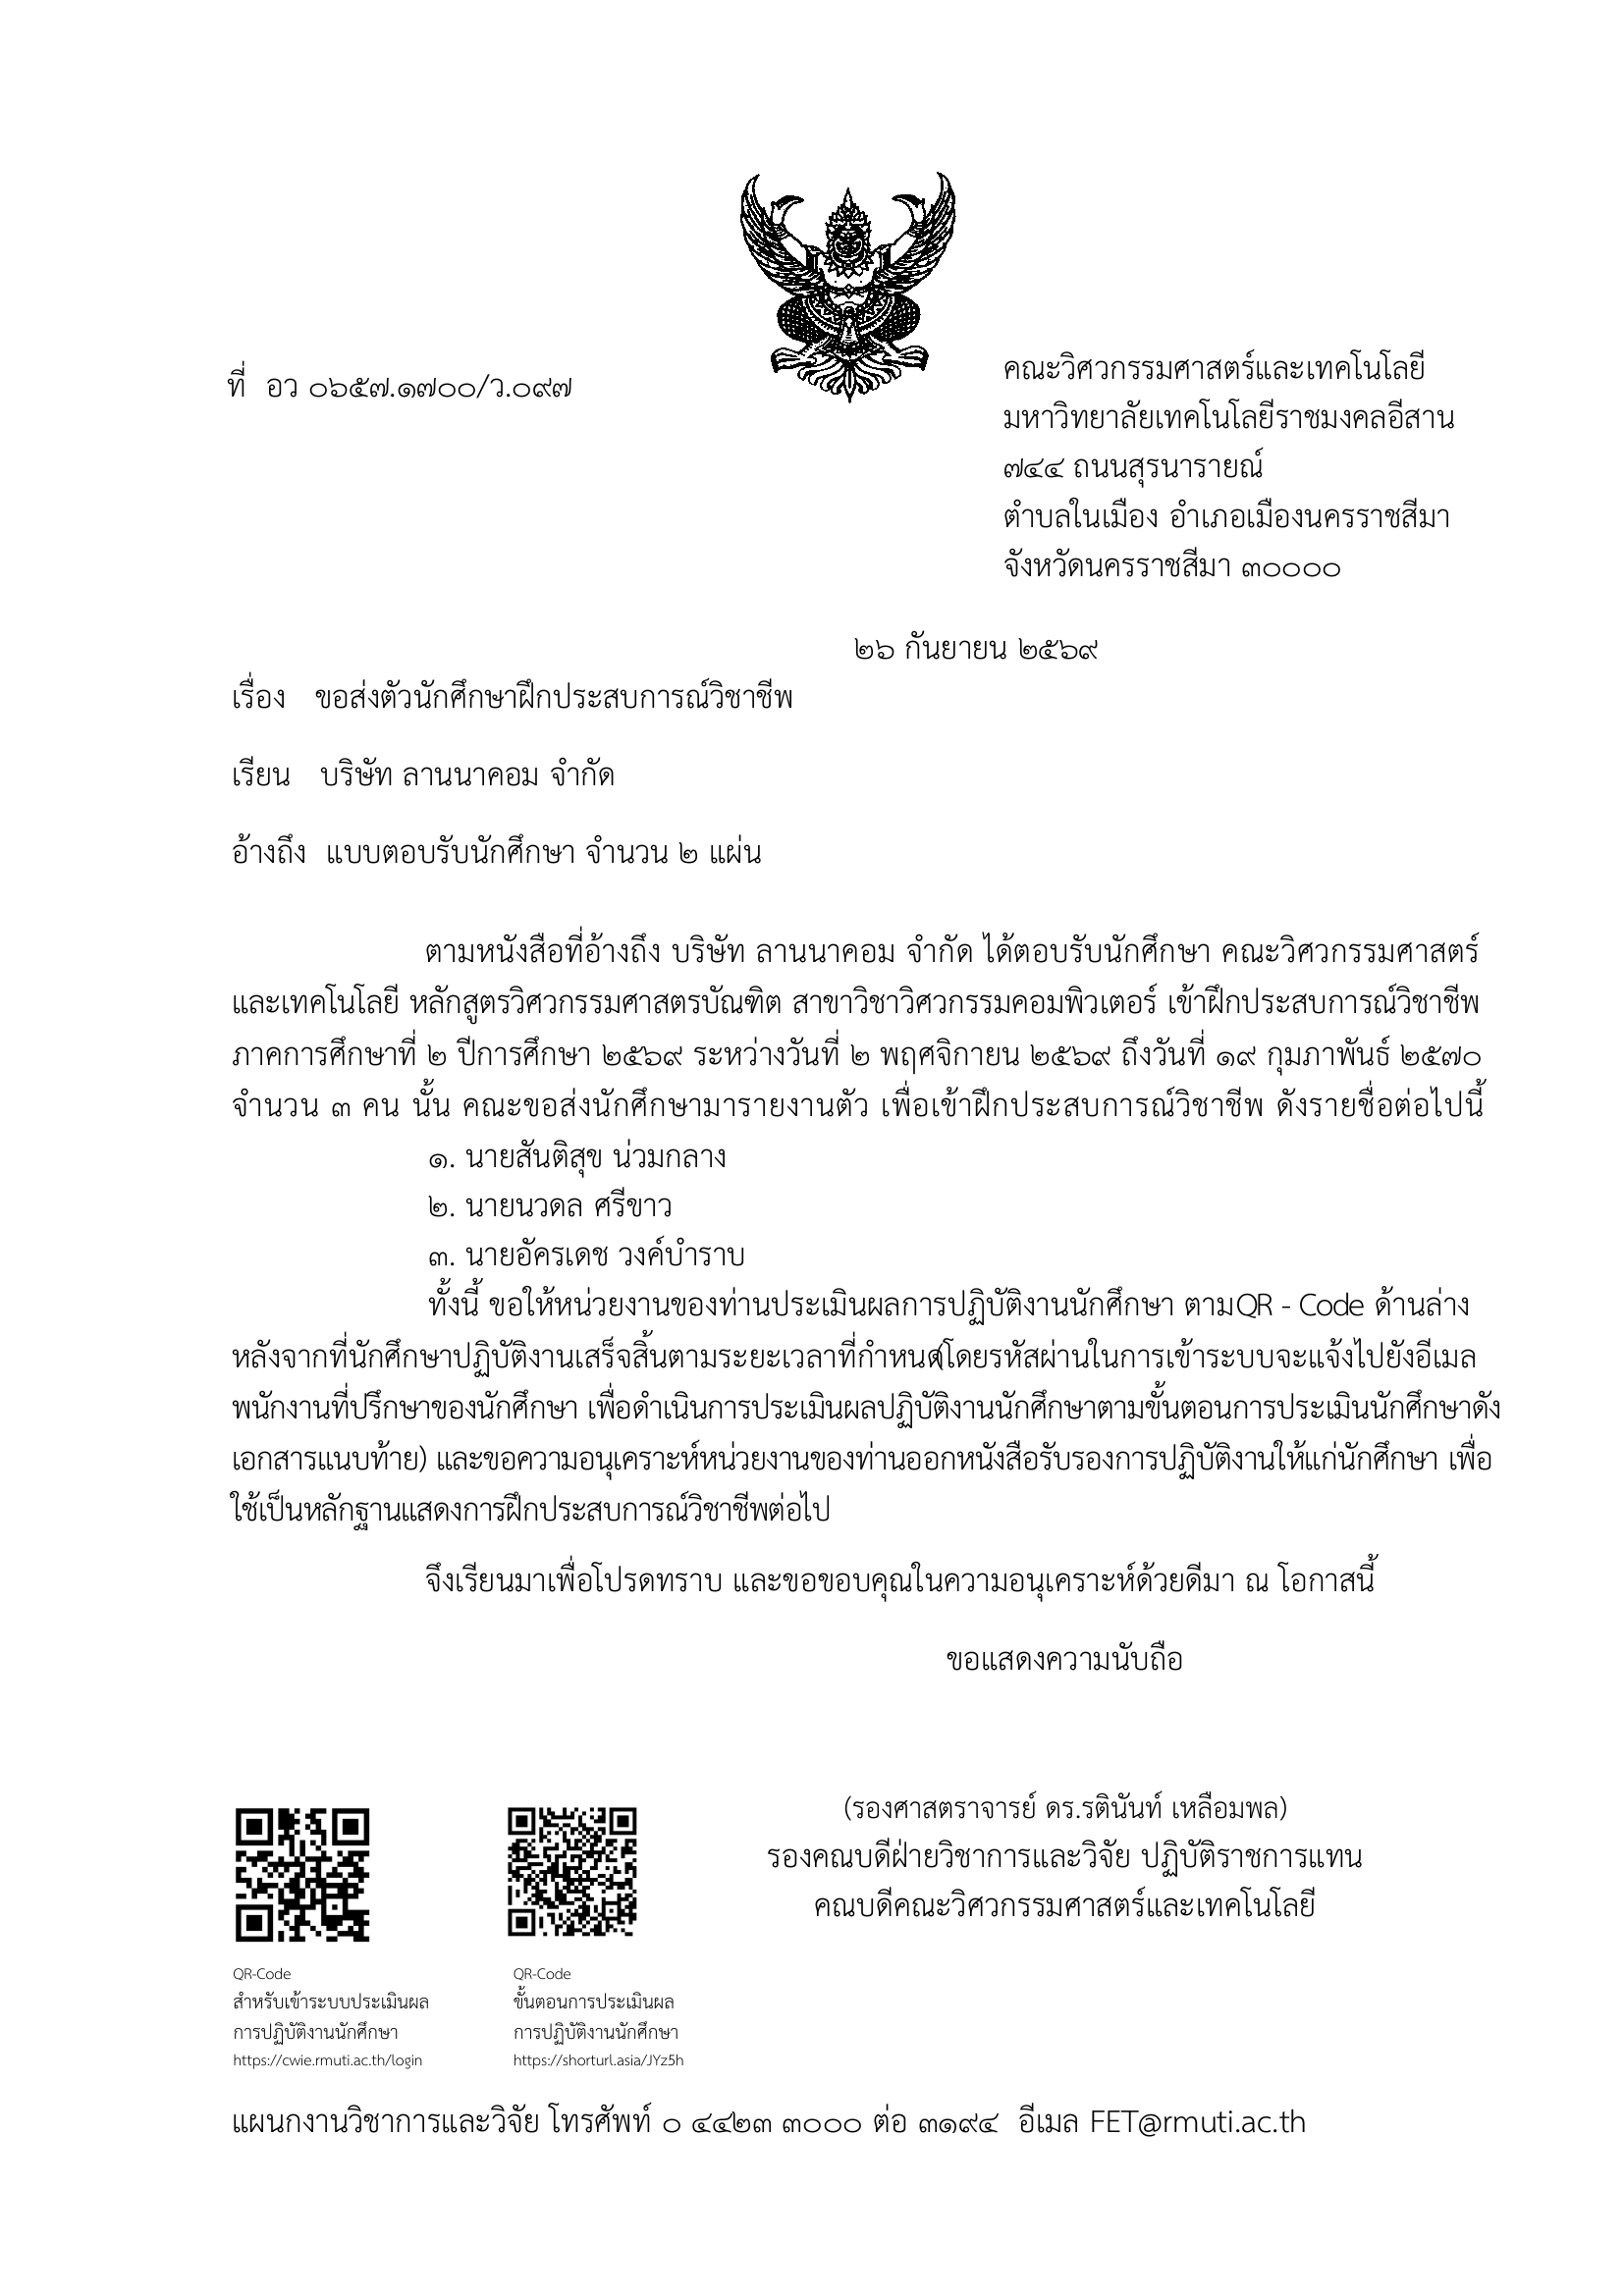 ที่ อว ๐๖๕๗.๑๗๐๐/ว.๐๙๗
คณะวิศวกรรมศาสตร์และเทคโนโลยี
มหาวิทยาลัยเทคโนโลยีราชมงคลอีสาน
๗๔๔ ถนนสุรนารายณ์
ตำบลในเมือง อำเภอเมืองนครราชสีมา
จังหวัดนครราชสีมา ๓๐๐๐๐
๒๖ กันยายน ๒๕๖๙
เรื่อง ขอส่งตัวนักศึกษาฝึกประสบการณ์วิชาชีพ
เรียน บริษัท ลานนาคอม จำกัด
อ้างถึง แบบตอบรับนักศึกษา จำนวน ๒ แผ่น
ตามหนังสือที่อ้างถึง บริษัท ลานนาคอม จำกัด ได้ตอบรับนักศึกษา คณะวิศวกรรมศาสตร์
และเทคโนโลยี หลักสูตรวิศวกรรมศาสตรบัณฑิต สาขาวิชาวิศวกรรมคอมพิวเตอร์ เข้าฝึกประสบการณ์วิชาชีพ
ภาคการศึกษาที่ ๒ ปีการศึกษา ๒๕๖๙ ระหว่างวันที่ ๒ พฤศจิกายน ๒๕๖๙ ถึงวันที่ ๑๙ กุมภาพันธ์ ๒๕๗๐
จำนวน ๓ คน นั้น คณะขอส่งนักศึกษามารายงานตัว เพื่อเข้าฝึกประสบการณ์วิชาชีพ ดังรายชื่อต่อไปนี้
๑. นายสันติสุข น่วมกลาง
๒. นายนวดล ศรีขาว
๓. นายอัครเดช วงค์บำราบ
ทั้งนี้ ขอให้หน่วยงานของท่านประเมินผลการปฏิบัติงานนักศึกษา ตามQR - Code ด้านล่าง
หลังจากที่นักศึกษาปฏิบัติงานเสร็จสิ้นตามระยะเวลาที่กำหนด(โดยรหัสผ่านในการเข้าระบบจะแจ้งไปยังอีเมล
พนักงานที่ปรึกษาของนักศึกษา เพื่อดำเนินการประเมินผลปฏิบัติงานนักศึกษาตามขั้นตอนการประเมินนักศึกษาดัง
เอกสารแนบท้าย) และขอความอนุเคราะห์หน่วยงานของท่านออกหนังสือรับรองการปฏิบัติงานให้แก่นักศึกษา เพื่อ
ใช้เป็นหลักฐานแสดงการฝึกประสบการณ์วิชาชีพต่อไป
จึงเรียนมาเพื่อโปรดทราบ และขอขอบคุณในความอนุเคราะห์ด้วยดีมา ณ โอกาสนี้
ขอแสดงความนับถือ
(รองศาสตราจารย์ ดร.รตินันท์ เหลือมพล)
รองคณบดีฝ่ายวิชาการและวิจัย ปฏิบัติราชการแทน
คณบดีคณะวิศวกรรมศาสตร์และเทคโนโลยี
QR-Code
สำหรับเข้าระบบประเมินผล
การปฏิบัติงานนักศึกษา
https://cwie.rmuti.ac.th/login
QR-Code
ขั้นตอนการประเมินผล
การปฏิบัติงานนักศึกษา
https://shorturl.asia/JYz5h
แผนกงานวิชาการและวิจัย โทรศัพท์ ๐ ๔๔๒๓ ๓๐๐๐ ต่อ ๓๑๙๔ อีเมล FET@rmuti.ac.th